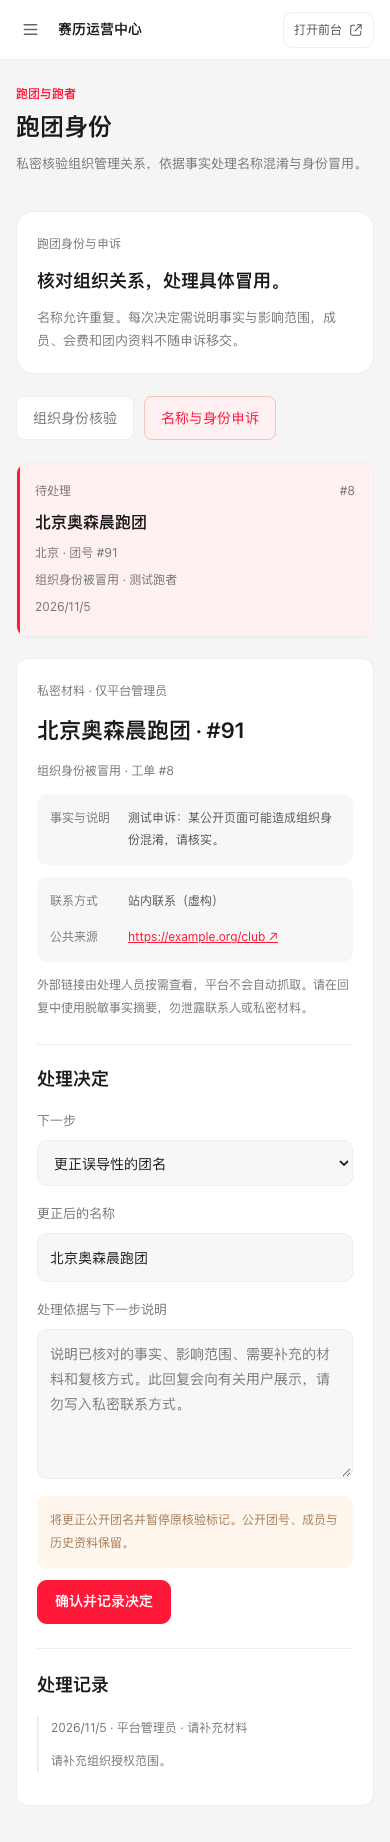 赛历运营中心
打开前台
跑团与跑者
跑团身份
私密核验组织管理关系，依据事实处理名称混淆与身份冒用。
跑团身份与申诉
核对组织关系，处理具体冒用。
名称允许重复。每次决定需说明事实与影响范围，成
员、会费和团内资料不随申诉移交。
组织身份核验
名称与身份申诉
待处理
#8
北京奥森晨跑团
北京 · 团号 #91
组织身份被冒用 · 测试跑者
2026/11/5
私密材料 · 仅平台管理员
北京奥森晨跑团 · #91
组织身份被冒用 · 工单 #8
事实与说明
测试申诉：某公开页面可能造成组织身
份混淆，请核实。
联系方式
站内联系（虚构）
公共来源
https://example.org/club ↗
外部链接由处理人员按需查看，平台不会自动抓取。请在回
复中使用脱敏事实摘要，勿泄露联系人或私密材料。
处理决定
下一步
更正误导性的团名
更正后的名称
北京奥森晨跑团
处理依据与下一步说明
说明已核对的事实、影响范围、需要补充的材
料和复核方式。此回复会向有关用户展示，请
勿写入私密联系方式。
将更正公开团名并暂停原核验标记。公开团号、成员与
历史资料保留。
确认并记录决定
处理记录
2026/11/5 · 平台管理员 · 请补充材料
请补充组织授权范围。